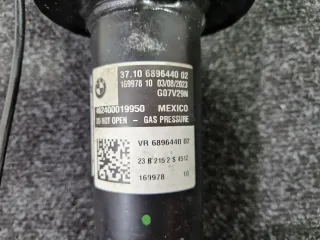 37.10 6896440 02
169978 10 03/08/2023
G07V29N
462400019950 MEXICO
DO NOT OPEN - GAS PRESSURE
VR 6896440 02
23 B 215 2 S 4512
169978 10